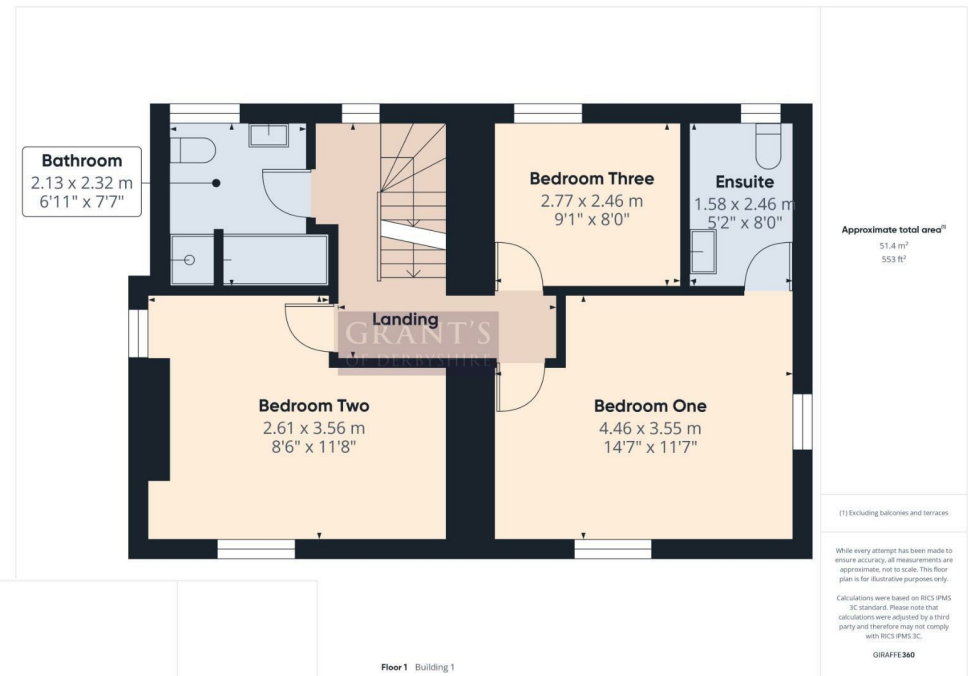 Bathroom
2.13 x 2.32 m
6'11" x 7'7"
Bedroom Three
2.77 x 2.46 m
9'1" x 8'0"
Ensuite
1.58 x 2.46 m
5'2" x 8'0"
Landing
GRANT'S
OF DERBYSHIRE
Bedroom Two
2.61 x 3.56 m
8'6" x 11'8"
Bedroom One
4.46 x 3.55 m
14'7" x 11'7"
Approximate total area(1)
51.4 m²
553 ft²
(1) Excluding balconies and terraces
While every attempt has been made to
ensure accuracy, all measurements are
approximate, not to scale. This floor
plan is for illustrative purposes only.
Calculations were based on RICS IPMS
3C standard. Please note that
calculations were adjusted by a third
party and therefore may not comply
with RICS IPMS 3C.
GIRAFFE360
Floor 1 Building 1